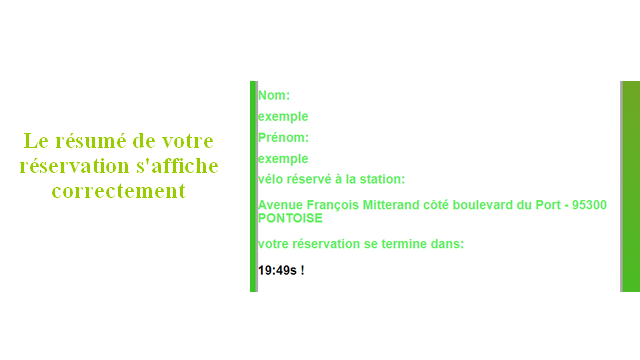 Le résumé de votre
réservation s'affiche
correctement
Nom:
exemple
Prénom:
exemple
vélo réservé à la station:
Avenue François Mitterand côté boulevard du Port - 95300
PONTOISE
votre réservation se termine dans:
19:49s !